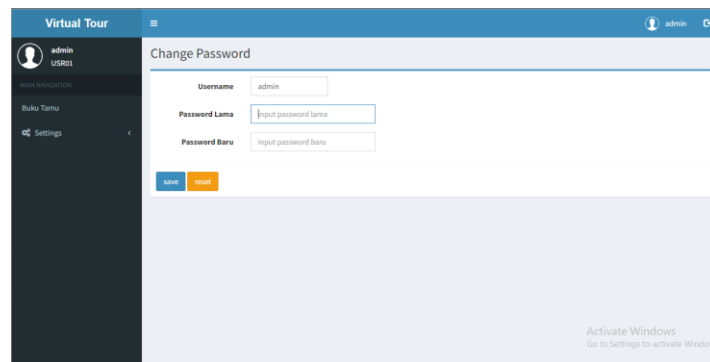 Virtual Tour
admin
admin
USR01
MAIN NAVIGATION
Buku Tamu
Settings
Change Password
Username admin
Password Lama Input password lama
Password Baru Input password baru
save reset
Activate Windows
Go to Settings to activate Windo